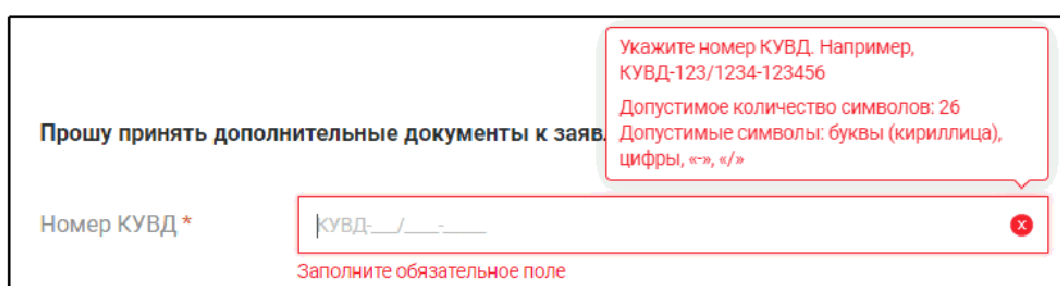 Укажите номер КУВД. Например,
КУВД-123/1234-123456
Допустимое количество символов: 26
Допустимые символы: буквы (кириллица),
цифры, «-», «/»
Прошу принять дополнительные документы к заяв
Номер КУВД *
КУВД-___/____-_____
Заполните обязательное поле